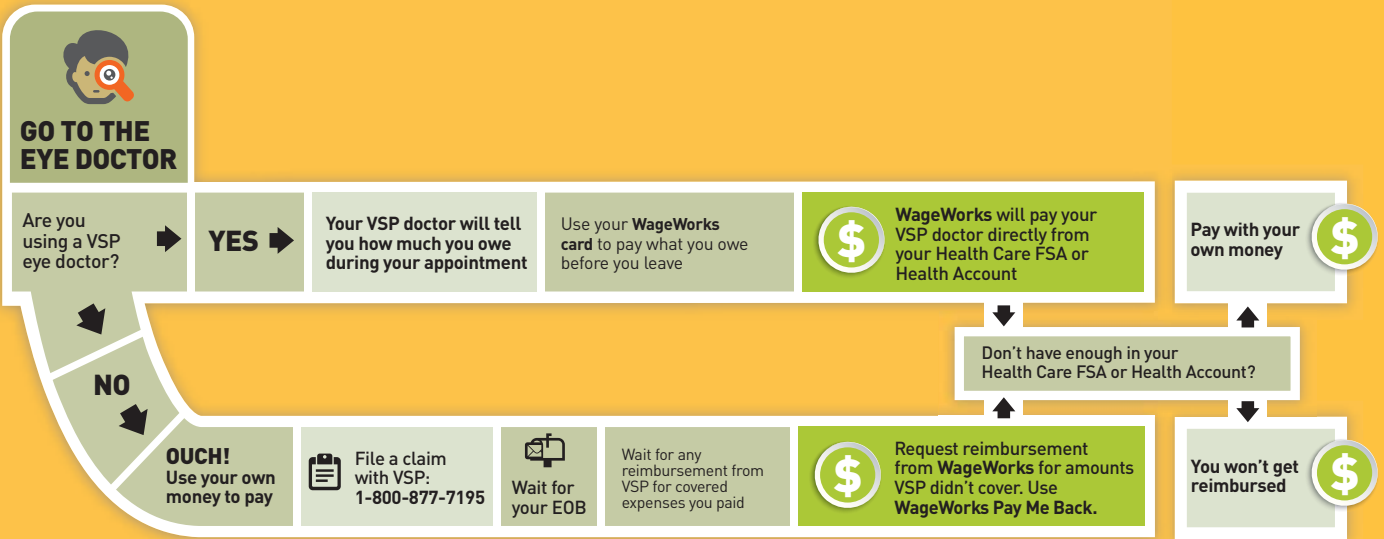 GO TO THE
EYE DOCTOR
Are you
using a VSP
eye doctor?
YES
Your VSP doctor will tell
you how much you owe
during your appointment
Use your WageWorks
card to pay what you owe
before you leave
$
WageWorks will pay your
VSP doctor directly from
your Health Care FSA or
Health Account
Pay with your
own money
$
Don't have enough in your
Health Care FSA or Health Account?
NO
OUCH!
Use your own
money to pay
File a claim
with VSP:
1-800-877-7195
Wait for
your EOB
Wait for any
reimbursement from
VSP for covered
expenses you paid
$
Request reimbursement
from WageWorks for amounts
VSP didn't cover. Use
WageWorks Pay Me Back.
You won't get
reimbursed
$